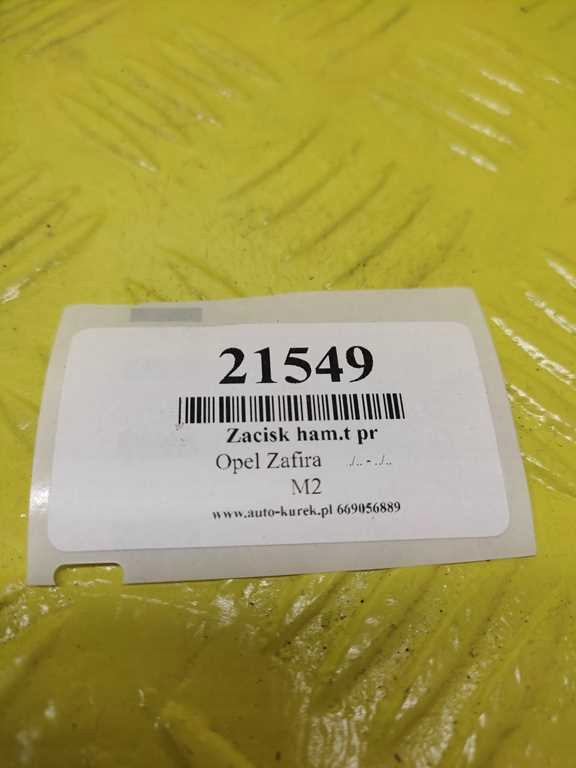 21549
Zacisk ham.t pr
Opel Zafira ./.. - ../..
M2
www.auto-kurek.pl 669056889